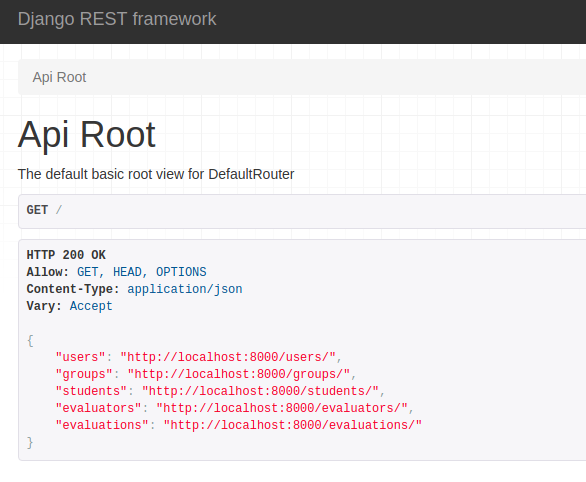 Django REST framework
Api Root
Api Root
The default basic root view for DefaultRouter
GET /
HTTP 200 OK
Allow: GET, HEAD, OPTIONS
Content-Type: application/json
Vary: Accept
{
    "users": "http://localhost:8000/users/",
    "groups": "http://localhost:8000/groups/",
    "students": "http://localhost:8000/students/",
    "evaluators": "http://localhost:8000/evaluators/",
    "evaluations": "http://localhost:8000/evaluations/"
}